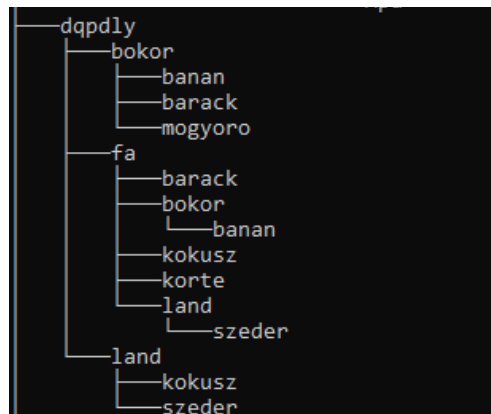 dqpdly
bokor
banan
barack
mogyoro
fa
barack
bokor
banan
kokusz
korte
land
szeder
land
kokusz
szeder